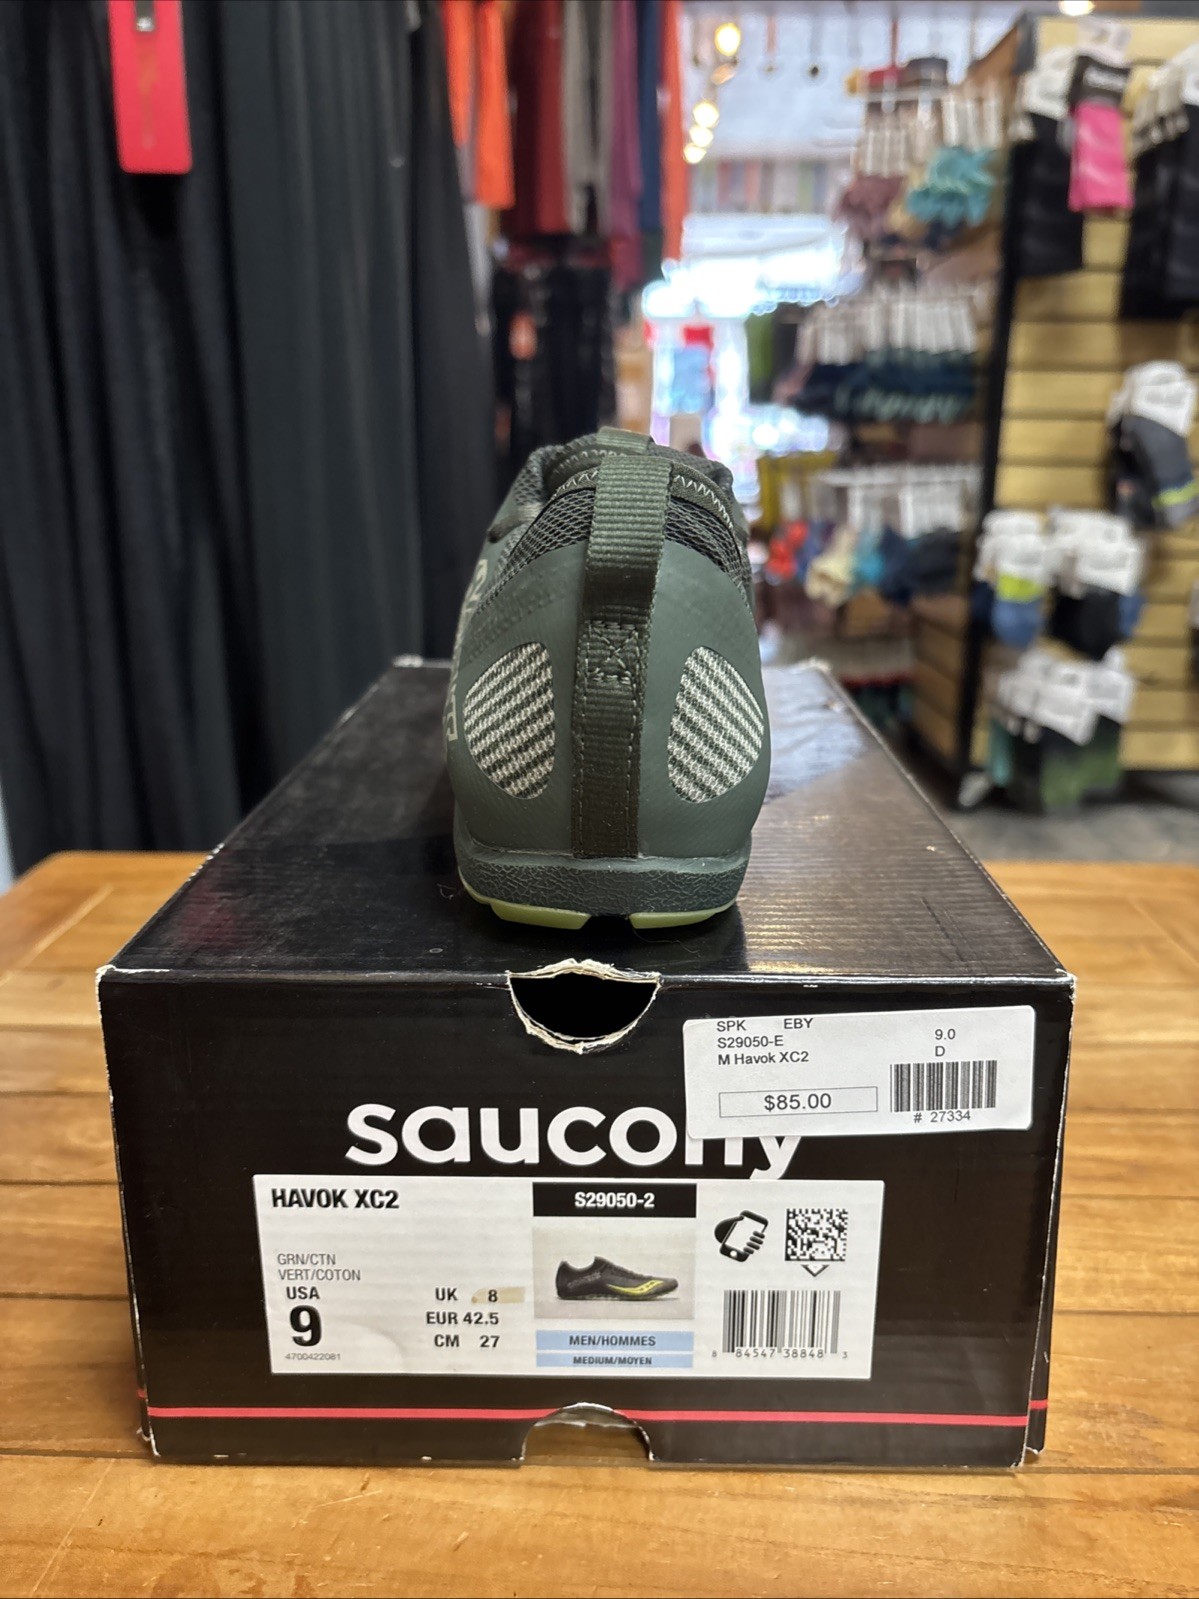 SPK EBY
S29050-E
M Havok XC2
9.0
D
$85.00
# 27334
saucony
HAVOK XC2
S29050-2
GRN/CTN
VERT/COTON
USA
9
4700422081
UK 8
EUR 42.5
CM 27
MEN/HOMMES
MEDIUM/MOYEN
8 84547 38848 3